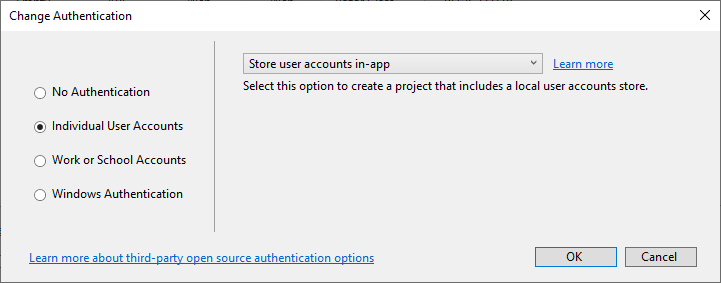 Change Authentication
No Authentication
Individual User Accounts
Work or School Accounts
Windows Authentication
Store user accounts in-app
Learn more
Select this option to create a project that includes a local user accounts store.
Learn more about third-party open source authentication options
OK
Cancel